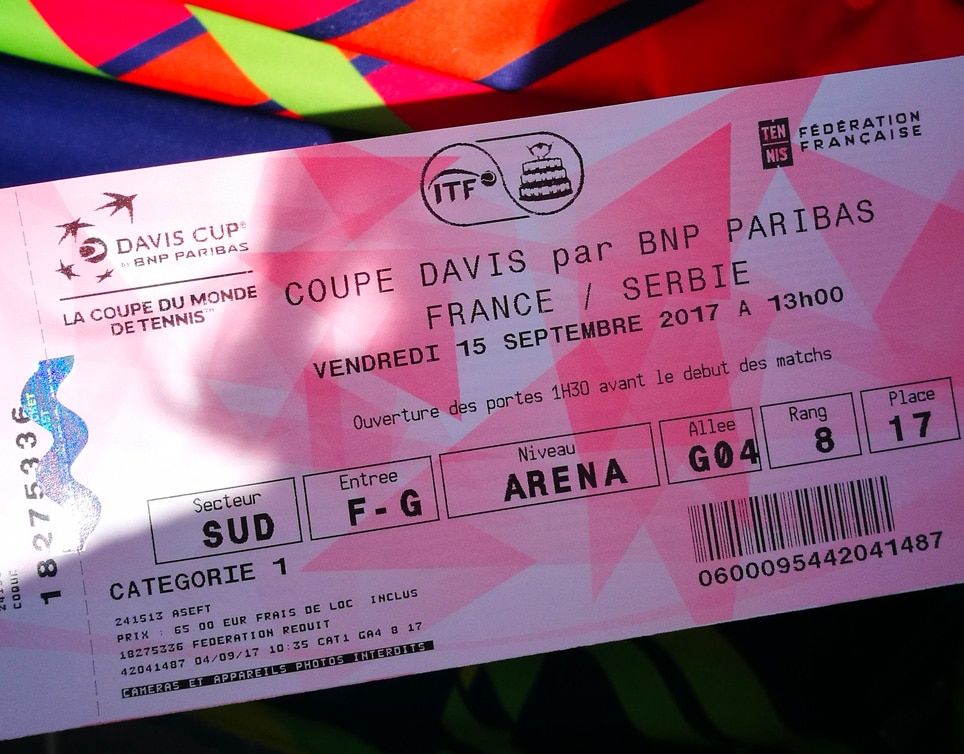 TEN
NIS
FÉDÉRATION
FRANÇAISE
ITF
DAVIS CUP®
by BNP PARIBAS
LA COUPE DU MONDE
DE TENNIS™
COUPE DAVIS par BNP PARIBAS
FRANCE / SERBIE
VENDREDI 15 SEPTEMBRE 2017 A 13h00
Ouverture des portes 1H30 avant le debut des matchs
Secteur
SUD
Entree
F-G
Niveau
ARENA
Allee
G04
Rang
8
Place
17
CATEGORIE 1
241513 ASEFT
PRIX : 65 00 EUR FRAIS DE LOC INCLUS
18275336 FEDERATION REDUIT
42041487 04/09/17 10:35 CAT1 GA4 8 17
CAMERAS ET APPAREILS PHOTOS INTERDITS
0600095442041487
18275336